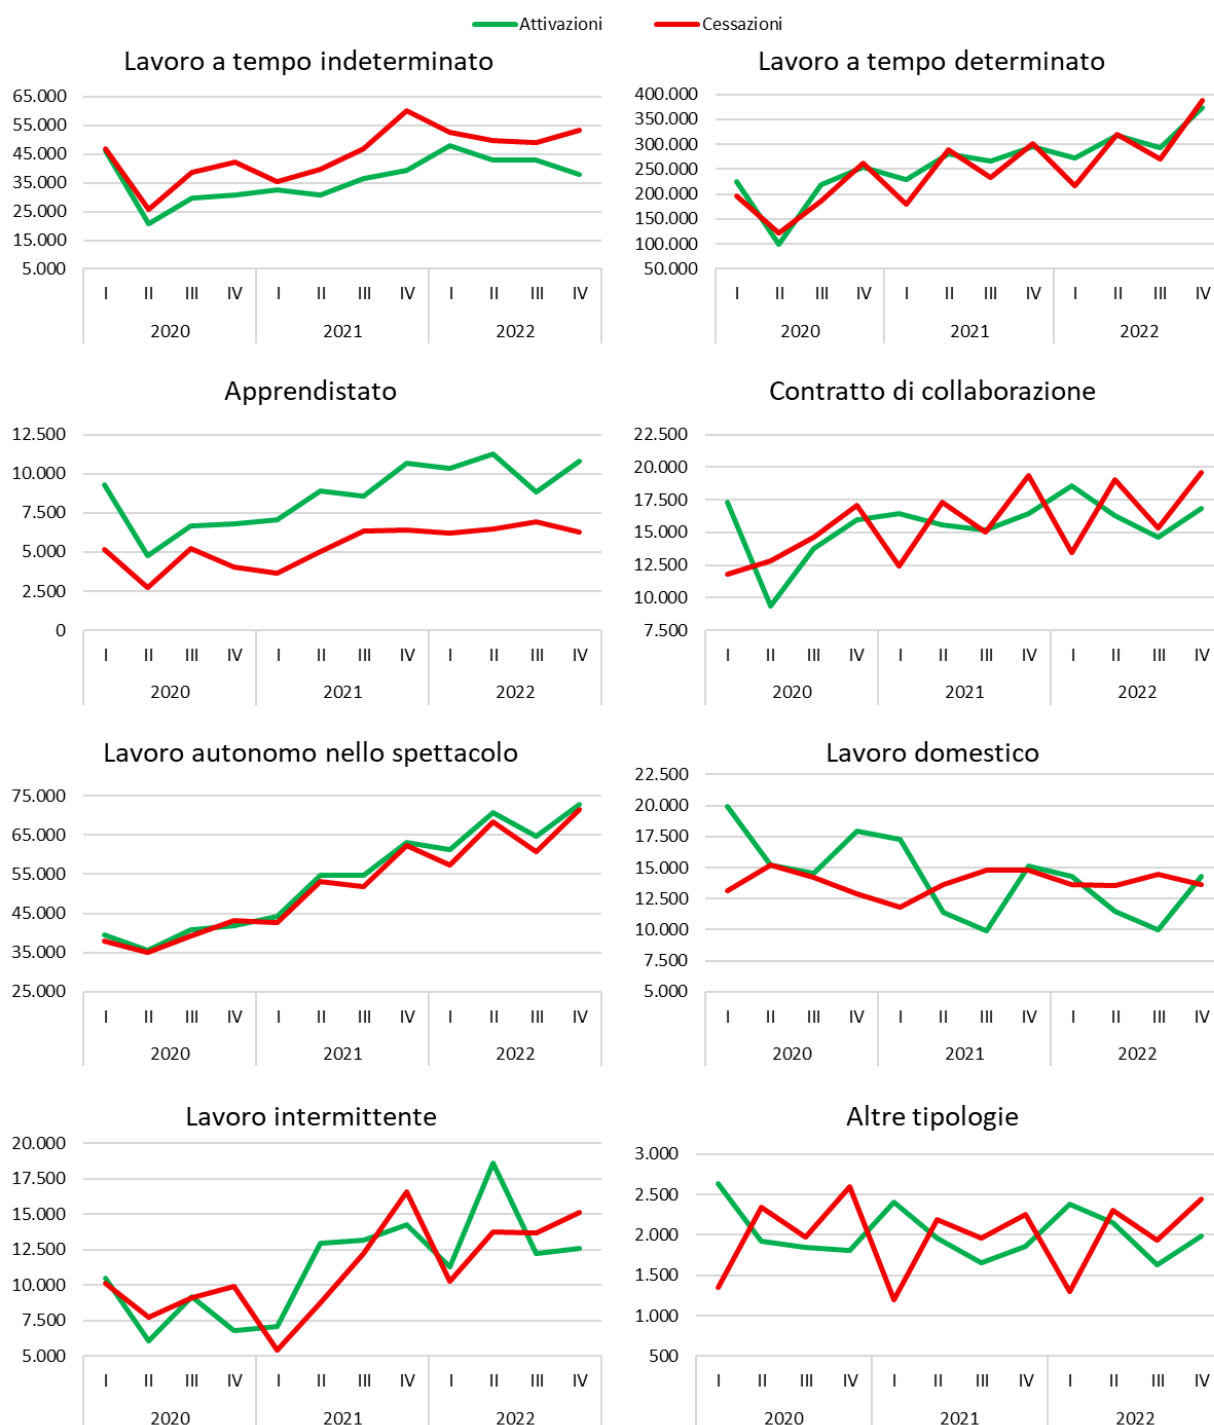 Attivazioni Cessazioni
Lavoro a tempo indeterminato
65.000
55.000
45.000
35.000
25.000
15.000
5.000
I II III IV I II III IV I II III IV
2020 2021 2022
Lavoro a tempo determinato
400.000
350.000
300.000
250.000
200.000
150.000
100.000
50.000
I II III IV I II III IV I II III IV
2020 2021 2022
Apprendistato
12.500
10.000
7.500
5.000
2.500
0
I II III IV I II III IV I II III IV
2020 2021 2022
Contratto di collaborazione
22.500
20.000
17.500
15.000
12.500
10.000
7.500
I II III IV I II III IV I II III IV
2020 2021 2022
Lavoro autonomo nello spettacolo
75.000
65.000
55.000
45.000
35.000
25.000
I II III IV I II III IV I II III IV
2020 2021 2022
Lavoro domestico
22.500
20.000
17.500
15.000
12.500
10.000
7.500
5.000
I II III IV I II III IV I II III IV
2020 2021 2022
Lavoro intermittente
20.000
17.500
15.000
12.500
10.000
7.500
5.000
I II III IV I II III IV I II III IV
2020 2021 2022
Altre tipologie
3.000
2.500
2.000
1.500
1.000
500
I II III IV I II III IV I II III IV
2020 2021 2022